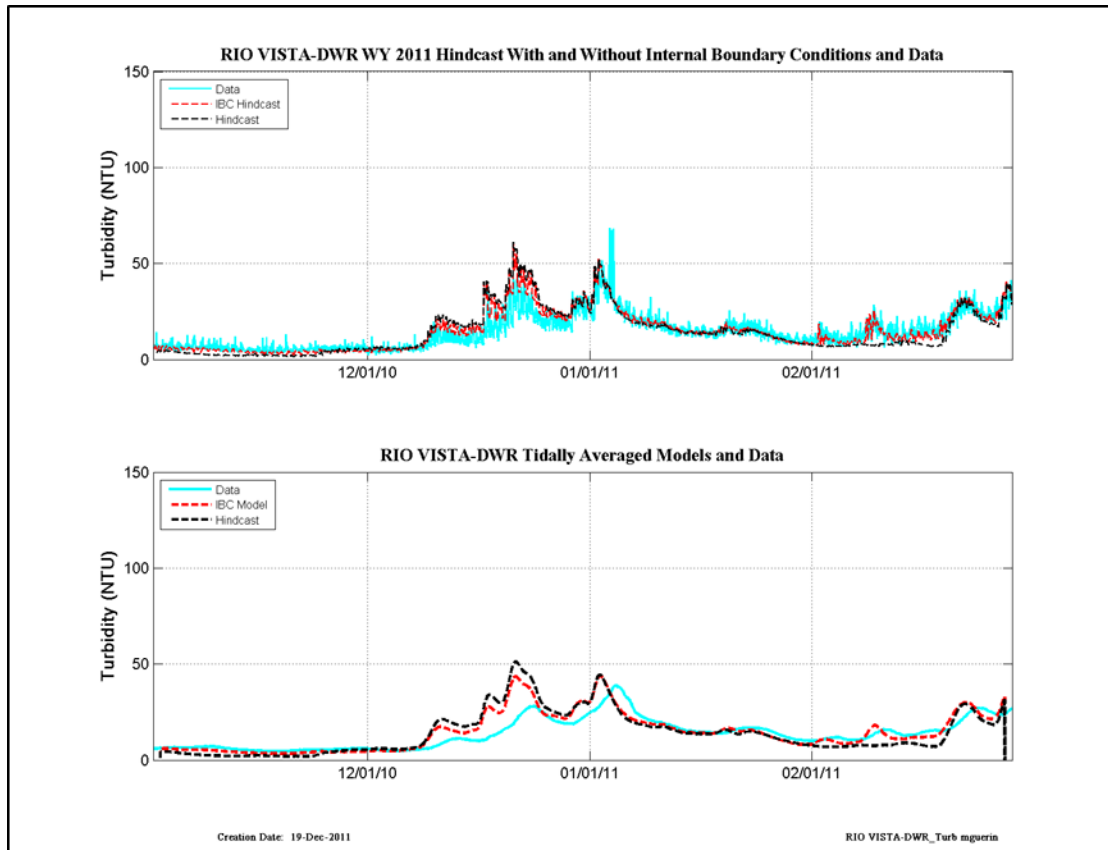 RIO VISTA-DWR WY 2011 Hindcast With and Without Internal Boundary Conditions and Data
150
Data
IBC Hindcast
Hindcast
100
Turbidity (NTU)
50
0
12/01/10 01/01/11 02/01/11
RIO VISTA-DWR Tidally Averaged Models and Data
150
Data
IBC Model
Hindcast
100
Turbidity (NTU)
50
0
12/01/10 01/01/11 02/01/11
Creation Date: 19-Dec-2011 RIO VISTA-DWR_Turb mguerin